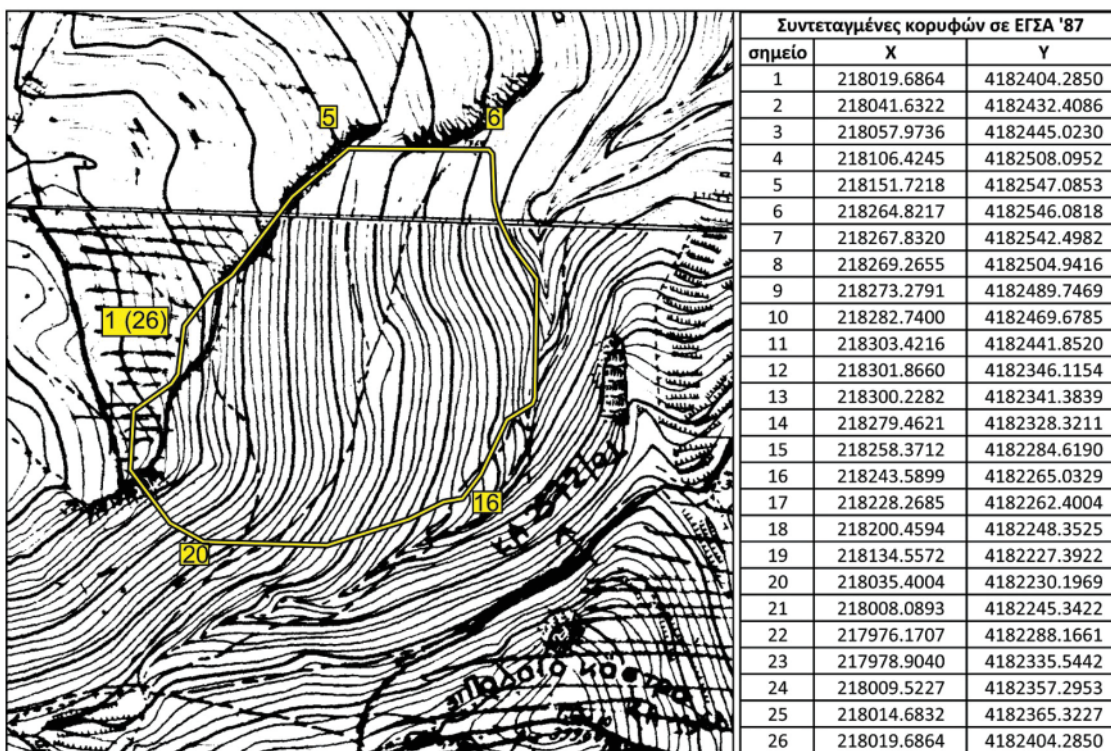 5
6
1 (26)
16
20
Παλαιό κάστρο
Συντεταγμένες κορυφών σε ΕΓΣΑ '87
σημείο X Y
1 218019.6864 4182404.2850
2 218041.6322 4182432.4086
3 218057.9736 4182445.0230
4 218106.4245 4182508.0952
5 218151.7218 4182547.0853
6 218264.8217 4182546.0818
7 218267.8320 4182542.4982
8 218269.2655 4182504.9416
9 218273.2791 4182489.7469
10 218282.7400 4182469.6785
11 218303.4216 4182441.8520
12 218301.8660 4182346.1154
13 218300.2282 4182341.3839
14 218279.4621 4182328.3211
15 218258.3712 4182284.6190
16 218243.5899 4182265.0329
17 218228.2685 4182262.4004
18 218200.4594 4182248.3525
19 218134.5572 4182227.3922
20 218035.4004 4182230.1969
21 218008.0893 4182245.3422
22 217976.1707 4182288.1661
23 217978.9040 4182335.5442
24 218009.5227 4182357.2953
25 218014.6832 4182365.3227
26 218019.6864 4182404.2850